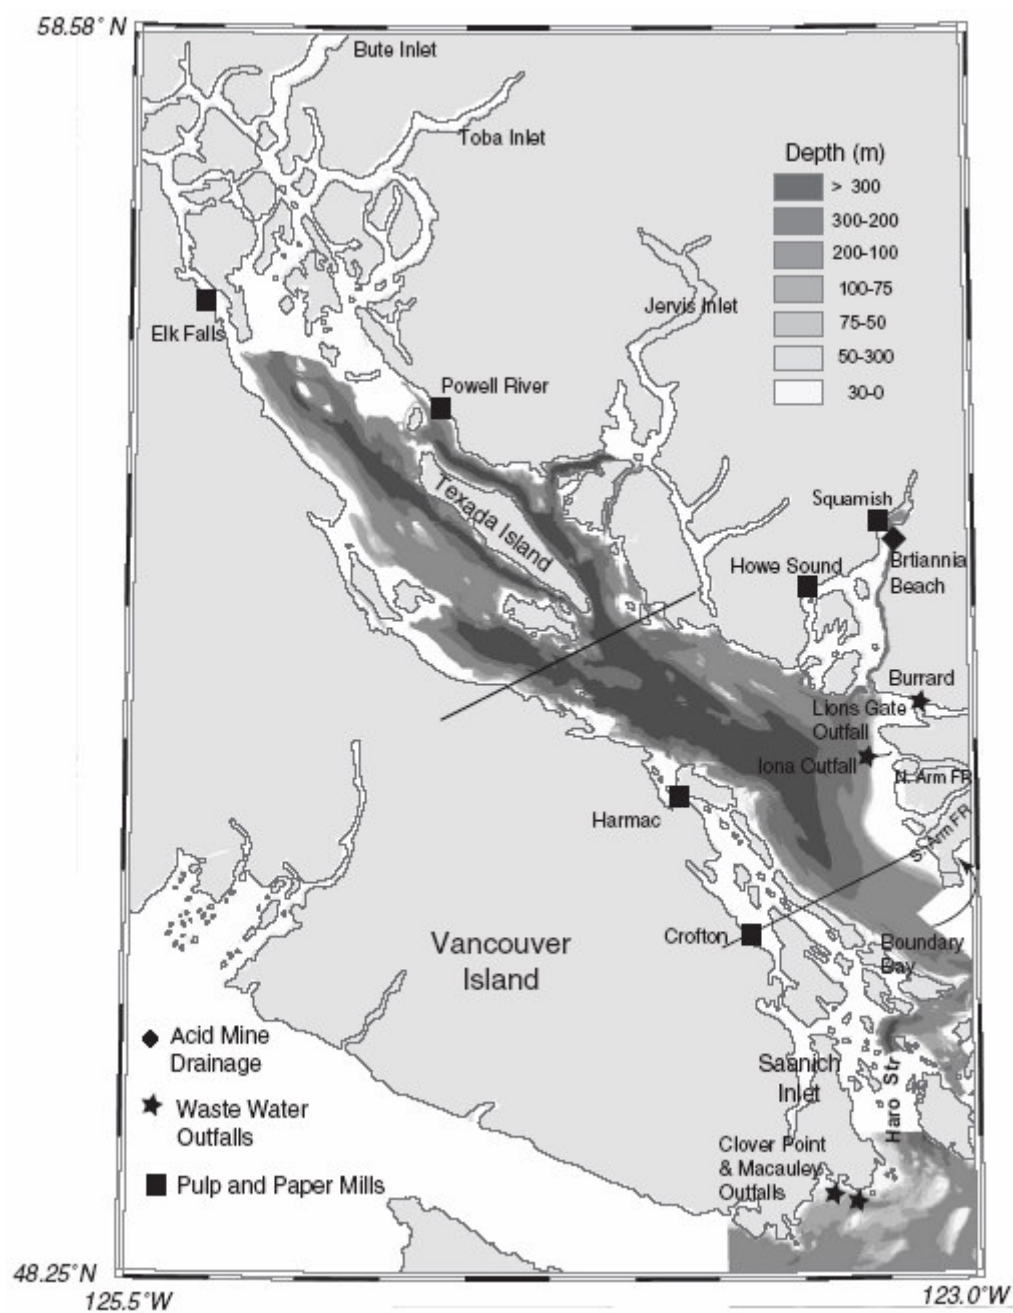 58.58° N
Bute Inlet
Toba Inlet
Depth (m)
> 300
300-200
200-100
100-75
75-50
50-300
30-0
Jervis Inlet
Elk Falls
Powell River
Texada Island
Squamish
Howe Sound
Brtiannia
Beach
Burrard
Lions Gate
Outfall
Iona Outfall
N. Arm FR
S. Arm FR
Harmac
Crofton
Vancouver
Island
Boundary
Bay
Acid Mine
Drainage
Saanich
Inlet
Haro Str
Waste Water
Outfalls
Clover Point
& Macauley
Outfalls
Pulp and Paper Mills
48.25°N
125.5°W
123.0°W